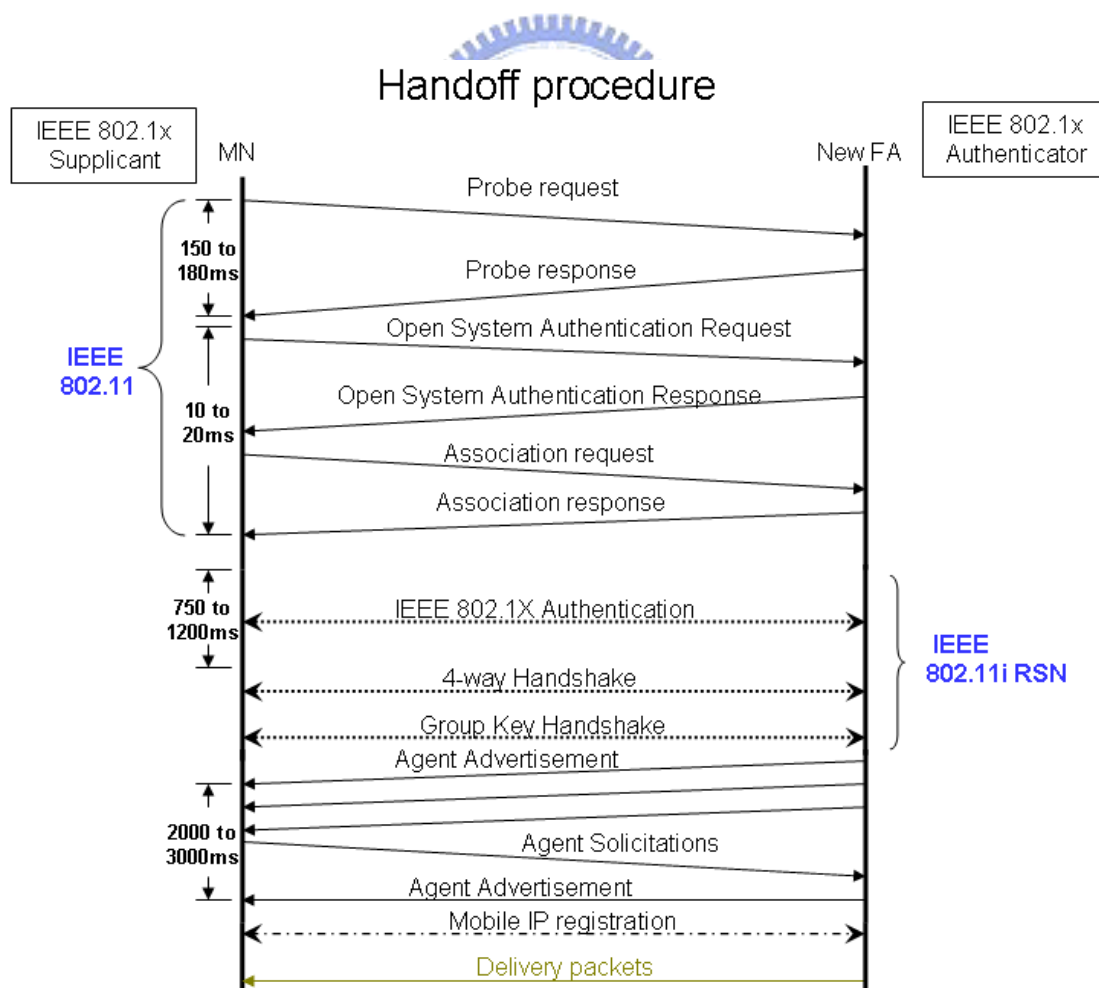 Handoff procedure
IEEE 802.1x
Supplicant
MN
New FA
IEEE 802.1x
Authenticator
Probe request
150 to
180ms
Probe response
Open System Authentication Request
IEEE
802.11
10 to
20ms
Open System Authentication Response
Association request
Association response
750 to
1200ms
IEEE 802.1X Authentication
IEEE
802.11i RSN
4-way Handshake
Group Key Handshake
Agent Advertisement
2000 to
3000ms
Agent Solicitations
Agent Advertisement
Mobile IP registration
Delivery packets